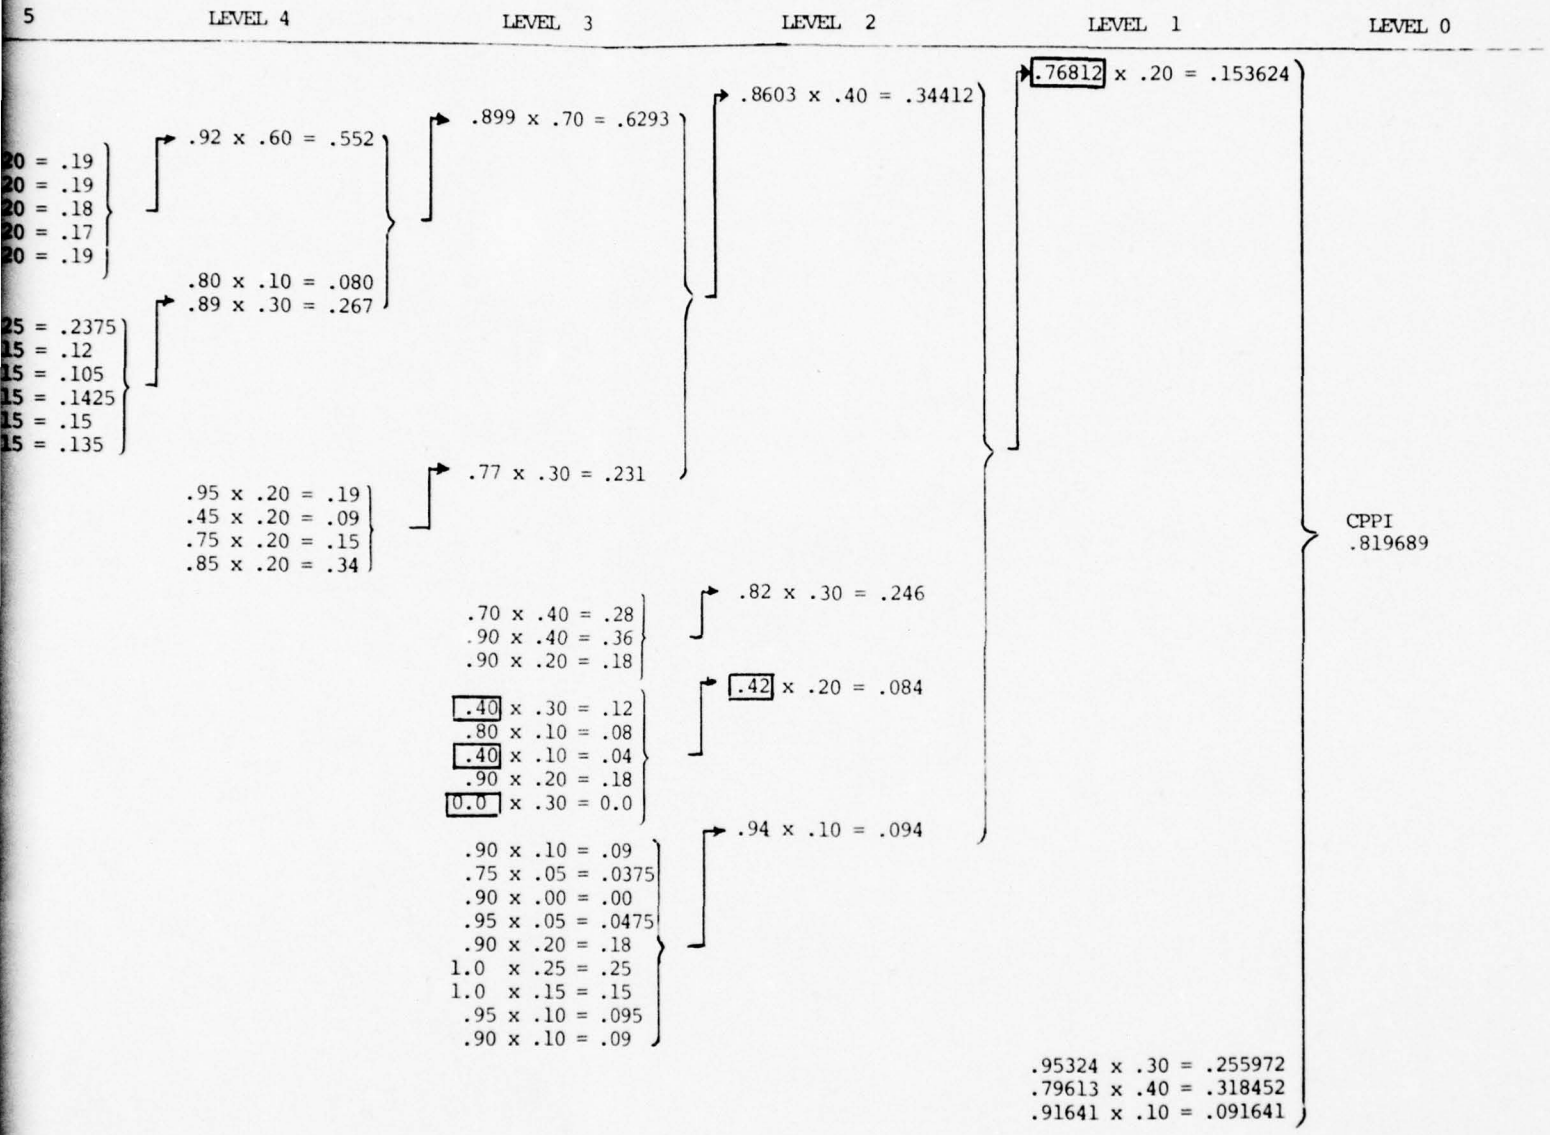 5 LEVEL 4 LEVEL 3 LEVEL 2 LEVEL 1 LEVEL 0
.76812 x .20 = .153624
.8603 x .40 = .34412
.899 x .70 = .6293
.92 x .60 = .552
20 = .19
20 = .19
20 = .18
20 = .17
20 = .19
.80 x .10 = .080
.89 x .30 = .267
25 = .2375
15 = .12
15 = .105
15 = .1425
15 = .15
15 = .135
.77 x .30 = .231
.95 x .20 = .19
.45 x .20 = .09
.75 x .20 = .15
.85 x .20 = .34
CPPI
.819689
.82 x .30 = .246
.70 x .40 = .28
.90 x .40 = .36
.90 x .20 = .18
.42 x .20 = .084
.40 x .30 = .12
.80 x .10 = .08
.40 x .10 = .04
.90 x .20 = .18
0.0 x .30 = 0.0
.94 x .10 = .094
.90 x .10 = .09
.75 x .05 = .0375
.90 x .00 = .00
.95 x .05 = .0475
.90 x .20 = .18
1.0 x .25 = .25
1.0 x .15 = .15
.95 x .10 = .095
.90 x .10 = .09
.95324 x .30 = .255972
.79613 x .40 = .318452
.91641 x .10 = .091641